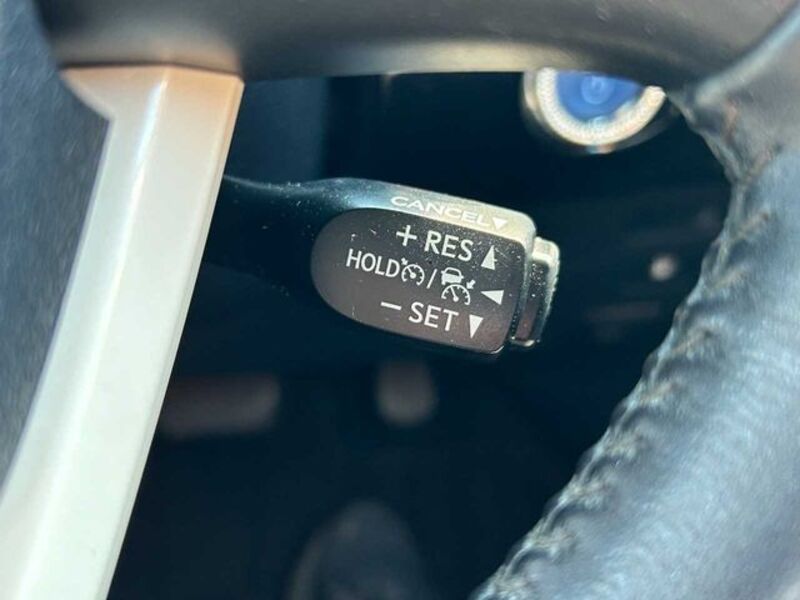 CANCEL▼
+ RES ▲
HOLD / ◀
− SET ▼